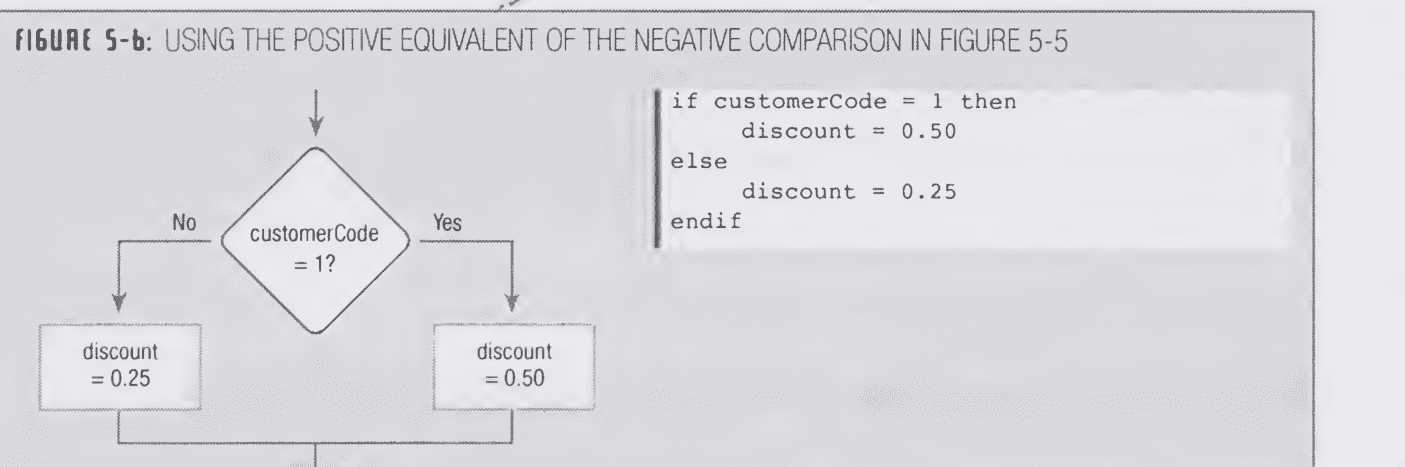 FIGURE 5-6: USING THE POSITIVE EQUIVALENT OF THE NEGATIVE COMPARISON IN FIGURE 5-5
if customerCode = 1 then
discount = 0.50
else
discount = 0.25
endif
No
customerCode
= 1?
Yes
discount
= 0.25
discount
= 0.50